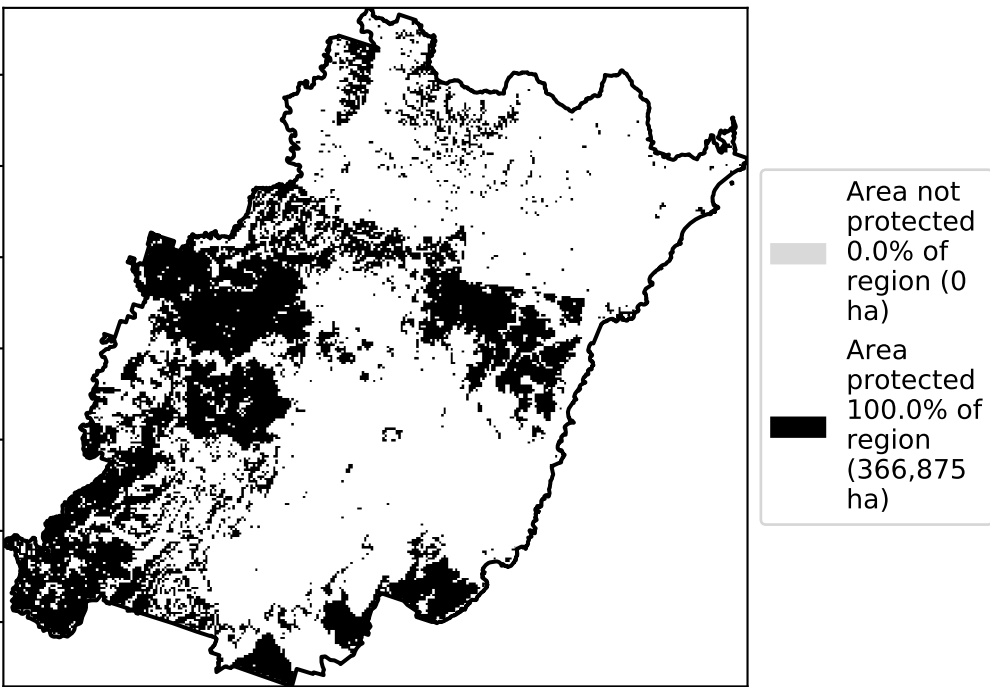 Area not
protected
0.0% of
region (0
ha)
Area
protected
100.0% of
region
(366,875
ha)